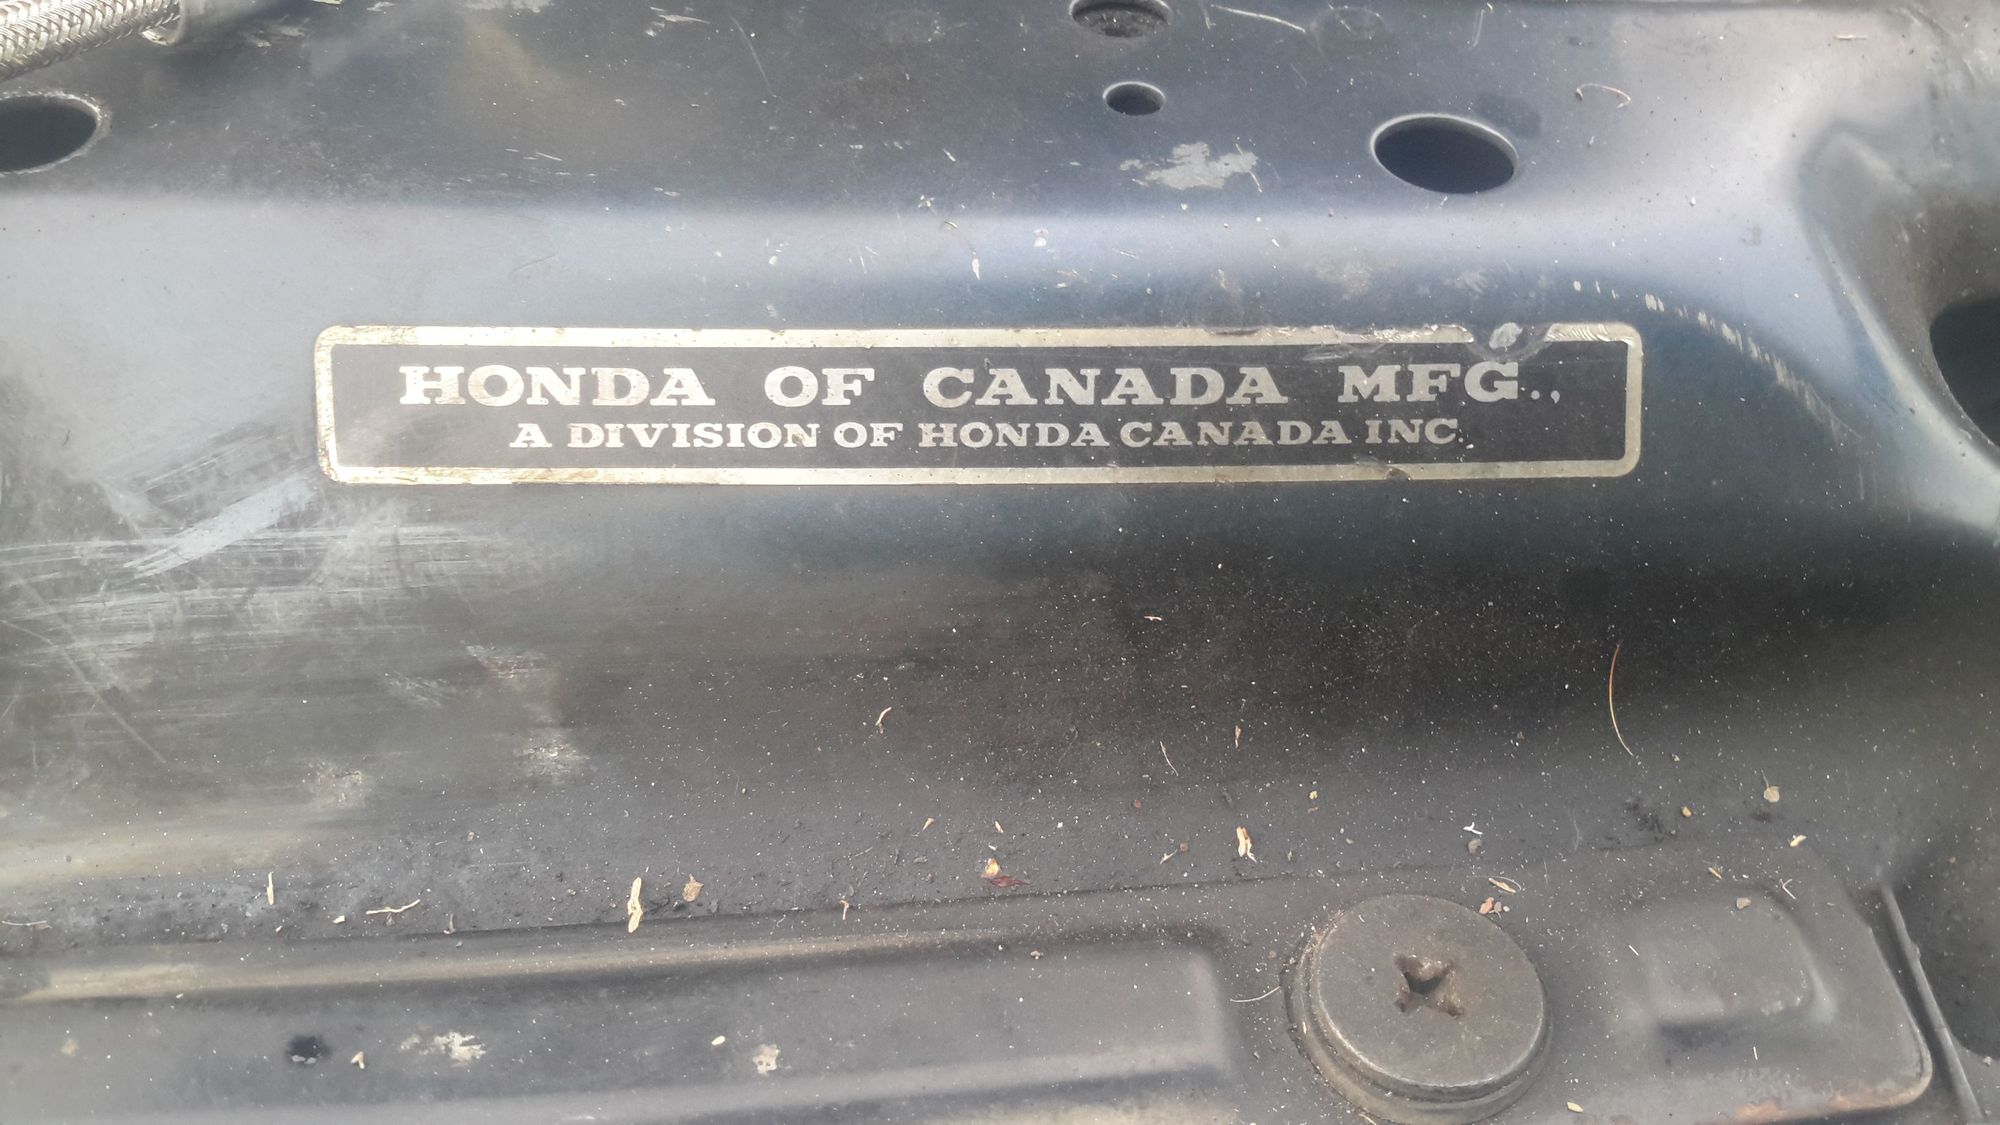 HONDA OF CANADA MFG.,
A DIVISION OF HONDA CANADA INC.